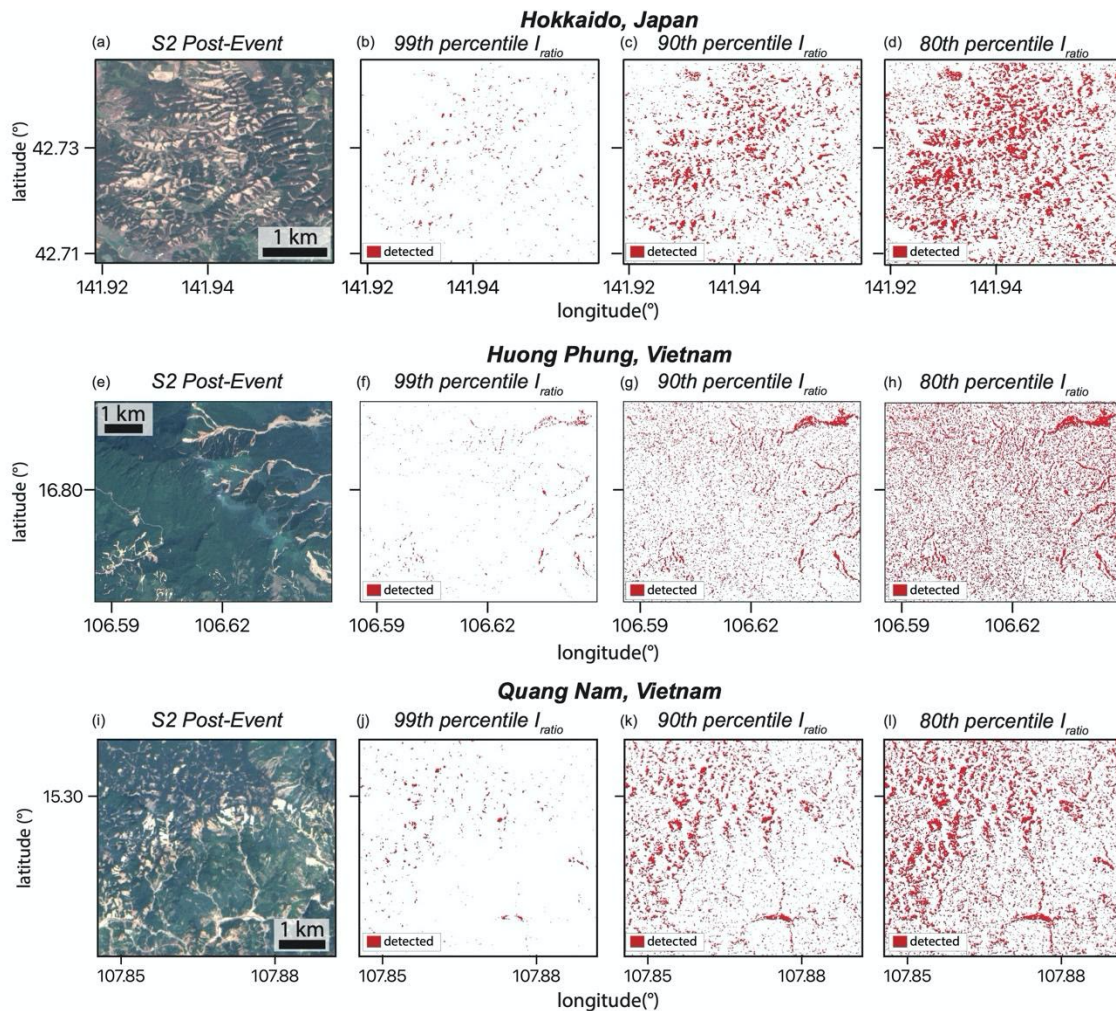 Hokkaido, Japan
(a) S2 Post-Event
(b) 99th percentile I_ratio
(c) 90th percentile I_ratio
(d) 80th percentile I_ratio
latitude (°)
42.73
42.71
1 km
detected
detected
detected
141.92 141.94
141.92 141.94
141.92 141.94
141.92 141.94
longitude(°)
Huong Phung, Vietnam
(e) S2 Post-Event
(f) 99th percentile I_ratio
(g) 90th percentile I_ratio
(h) 80th percentile I_ratio
1 km
latitude (°)
16.80
detected
detected
detected
106.59 106.62
106.59 106.62
106.59 106.62
106.59 106.62
longitude(°)
Quang Nam, Vietnam
(i) S2 Post-Event
(j) 99th percentile I_ratio
(k) 90th percentile I_ratio
(l) 80th percentile I_ratio
latitude (°)
15.30
1 km
detected
detected
detected
107.85 107.88
107.85 107.88
107.85 107.88
107.85 107.88
longitude(°)